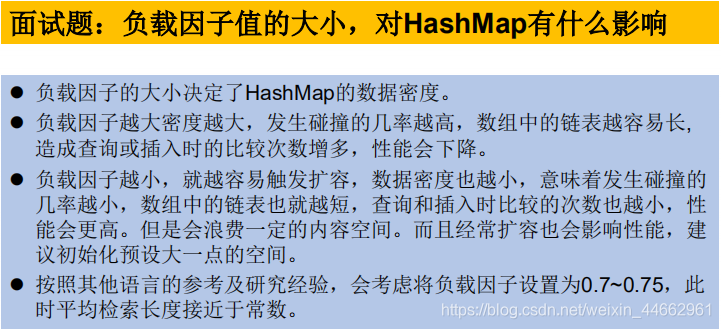 面试题：负载因子值的大小，对HashMap有什么影响
● 负载因子的大小决定了HashMap的数据密度。
● 负载因子越大密度越大，发生碰撞的几率越高，数组中的链表越容易长，
造成查询或插入时的比较次数增多，性能会下降。
● 负载因子越小，就越容易触发扩容，数据密度也越小，意味着发生碰撞的
几率越小，数组中的链表也就越短，查询和插入时比较的次数也越小，性
能会更高。但是会浪费一定的内容空间。而且经常扩容也会影响性能，建
议初始化预设大一点的空间。
● 按照其他语言的参考及研究经验，会考虑将负载因子设置为0.7~0.75，此
时平均检索长度接近于常数。
https://blog.csdn.net/weixin_44662961